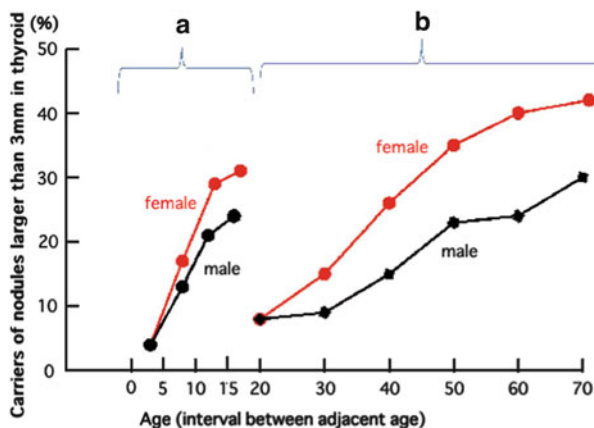 a
b
(%)
50
40
30
20
10
0
Carriers of nodules larger than 3mm in thyroid
female
male
female
male
0 5 10 15 20 30 40 50 60 70
Age (interval between adjacent age)